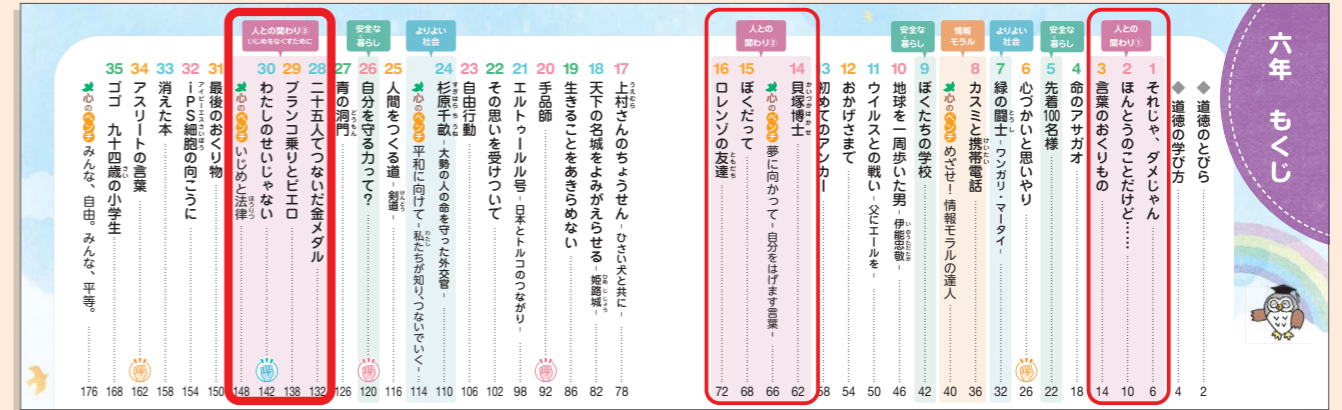 六年 もくじ
◆ 道徳のとびら 2
◆ 道徳の学び方 4
人との関わり①
1 それじゃ、ダメじゃん 6
2 ほんとうのことだけど…… 10
3 言葉のおくりもの 14
4 命のアサガオ 18
安全な暮らし
5 先着100名様 22
6 心づかいと思いやり 26
よりよい社会
7 緑の闘士 -ワンガリ・マータイ- 32
情報モラル
8 カスミと携帯電話 36
心のベンチ めざせ!情報モラルの達人 40
安全な暮らし
9 ぼくたちの学校 42
10 地球を一周歩いた男 -伊能忠敬- 46
11 ウイルスとの戦い -父にエールを- 50
12 おかげさまで 54
13 初めてのアンカー 58
人との関わり②
14 貝塚博士 62
心のベンチ 夢に向かって -自分をはげます言葉- 66
15 ぼくだって 68
16 ロレンゾの友達 72
17 上村さんのちょうせん -ひさい犬と共に- 78
18 天下の名城をよみがえらせる -姫路城- 82
19 生きることをあきらめない 86
20 手品師 92
21 エルトゥールル号 -日本とトルコのつながり- 98
22 その思いを受けついで 102
23 自由行動 106
よりよい社会
24 杉原千畝 -大勢の人の命を守った外交官- 110
心のベンチ 平和に向けて -私たちが知り、つないでいく- 114
25 人間をつくる道 -剣道- 116
安全な暮らし
26 自分を守る力って? 120
27 青の洞門 126
人との関わり③ いじめをなくすために
28 二十五人でつないだ金メダル 132
29 ブランコ乗りとピエロ 138
30 わたしのせいじゃない 142
心のベンチ いじめと法律 148
31 最後のおくり物 150
32 iPS細胞の向こうに 154
33 消えた本 158
34 アスリートの言葉 162
35 ゴゴ 九十四歳の小学生 168
心のベンチ みんな、自由。みんな、平等。 176